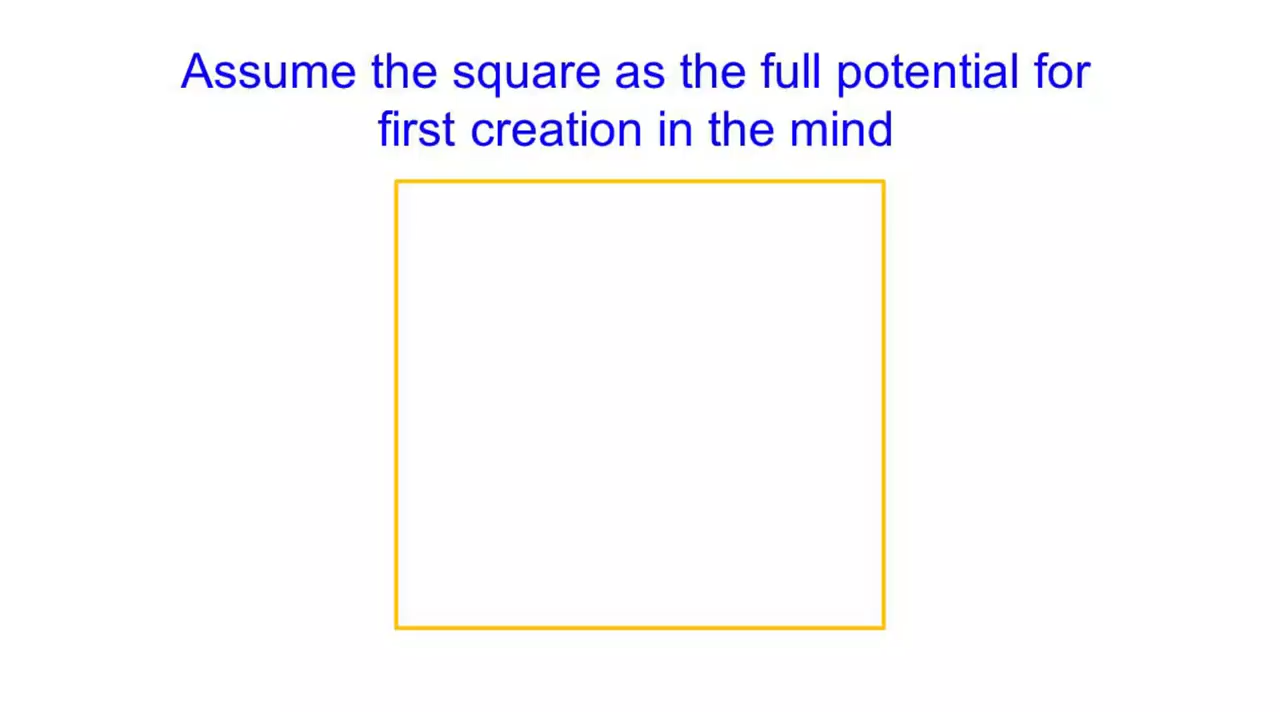 Assume the square as the full potential for
first creation in the mind